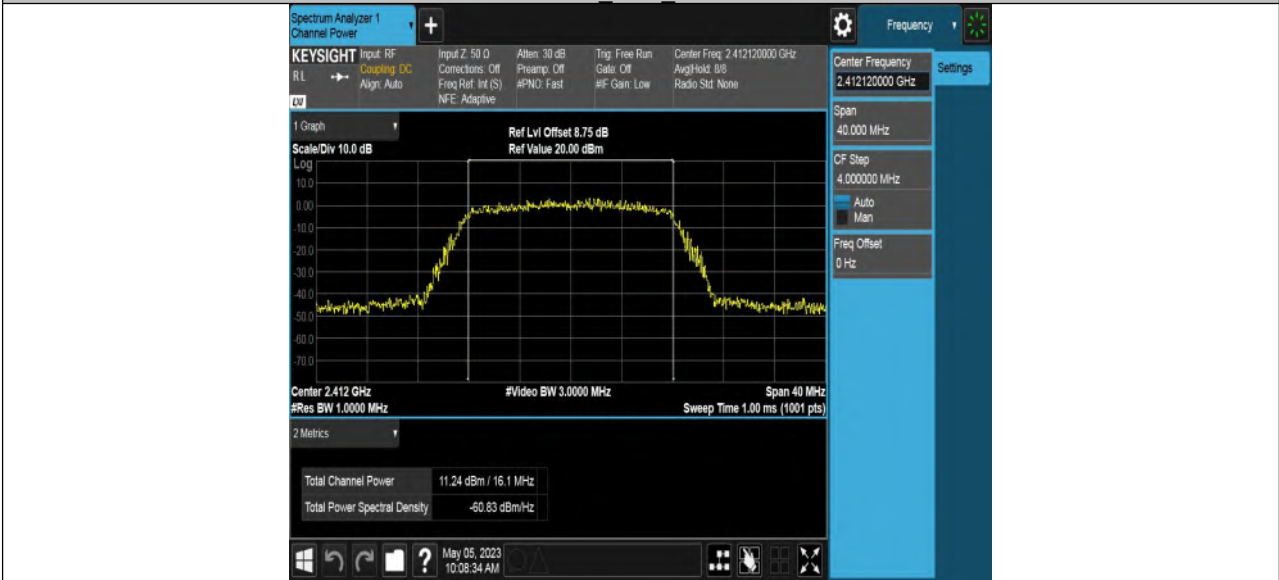 Spectrum Analyzer 1
Channel Power
+
Frequency
KEYSIGHT Input: RF
RL
Coupling: DC
Align: Auto
LXI
Input Z: 50 Ω
Corrections: Off
Freq Ref: Int (S)
NFE: Adaptive
Atten: 30 dB
Preamp: Off
#PNO: Fast
Trig: Free Run
Gate: Off
#IF Gain: Low
Center Freq: 2.412120000 GHz
Avg|Hold: 8/8
Radio Std: None
Center Frequency
2.412120000 GHz
Settings
Span
40.000 MHz
CF Step
4.000000 MHz
Auto
Man
Freq Offset
0 Hz
1 Graph
Ref Lvl Offset 8.75 dB
Scale/Div 10.0 dB
Ref Value 20.00 dBm
Log
10.0
0.00
-10.0
-20.0
-30.0
-40.0
-50.0
-60.0
-70.0
Center 2.412 GHz
#Video BW 3.0000 MHz
Span 40 MHz
#Res BW 1.0000 MHz
Sweep Time 1.00 ms (1001 pts)
2 Metrics
Total Channel Power 11.24 dBm / 16.1 MHz
Total Power Spectral Density -60.83 dBm/Hz
?
May 05, 2023
10:08:34 AM